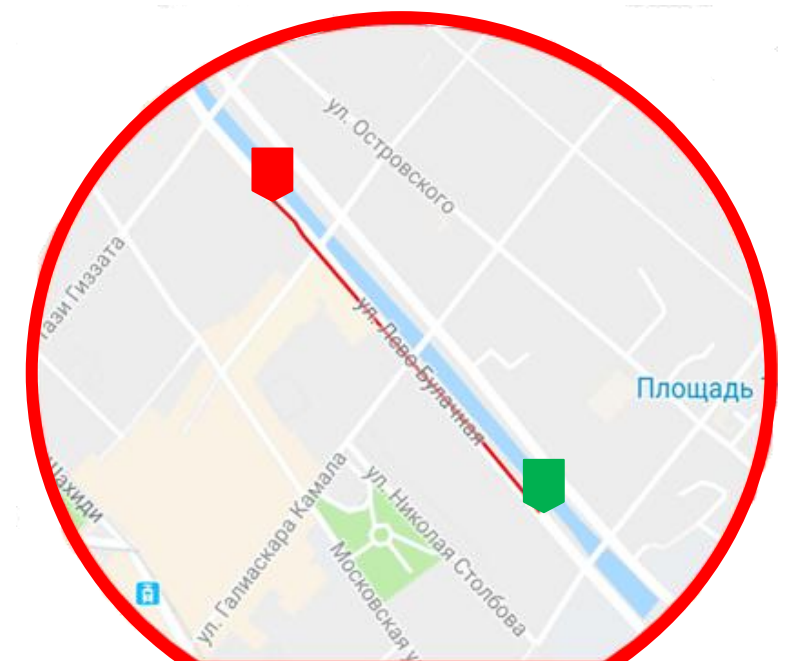 ул. Островского
Гази Гиззата
ул. Лево-Булачная
Площадь
Шахиди
ул. Галиаскара Камала
ул. Николая Столбова
Московская у